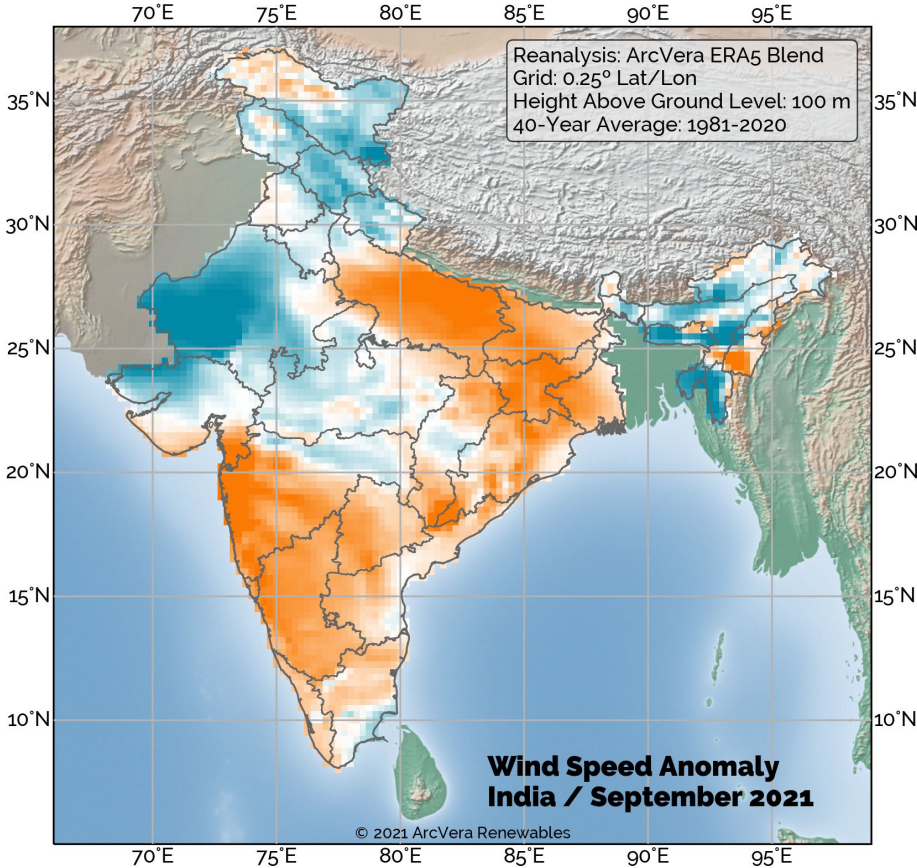 70°E 75°E 80°E 85°E 90°E 95°E
Reanalysis: ArcVera ERA5 Blend
Grid: 0.25º Lat/Lon
Height Above Ground Level: 100 m
40-Year Average: 1981-2020
35°N 35°N
30°N 30°N
25°N 25°N
20°N 20°N
15°N 15°N
10°N 10°N
Wind Speed Anomaly
India / September 2021
© 2021 ArcVera Renewables
70°E 75°E 80°E 85°E 90°E 95°E